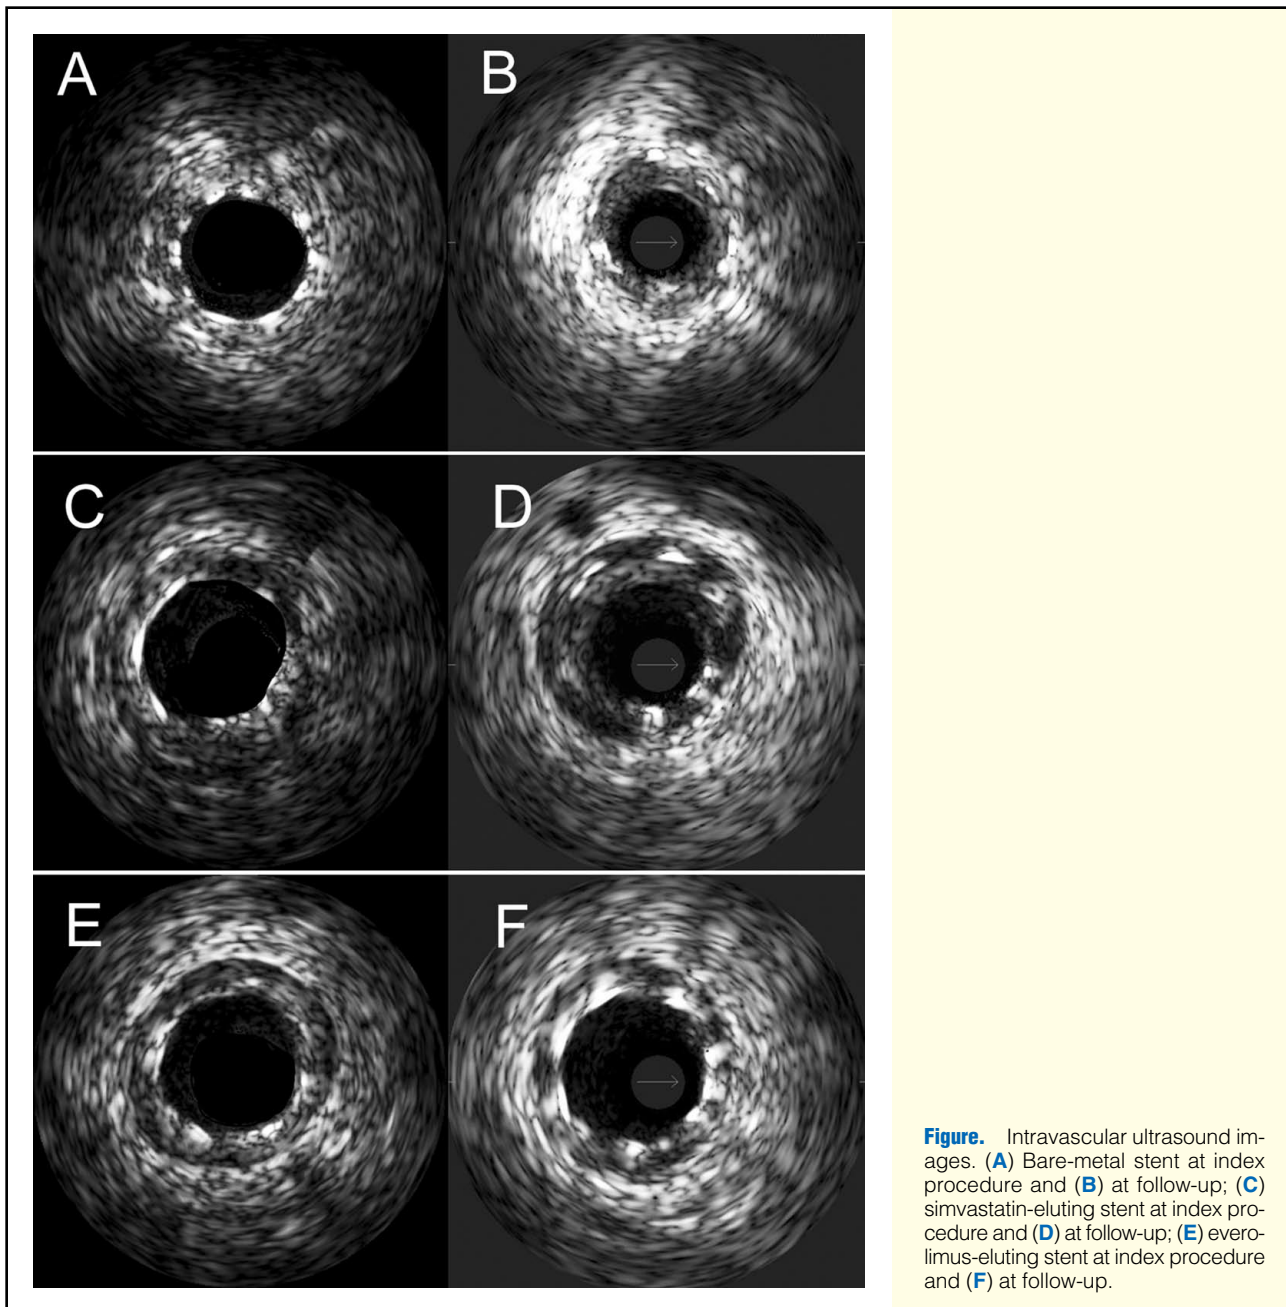 A
B
C
D
E
F
Figure. Intravascular ultrasound im-
ages. (A) Bare-metal stent at index
procedure and (B) at follow-up; (C)
simvastatin-eluting stent at index pro-
cedure and (D) at follow-up; (E) evero-
limus-eluting stent at index procedure
and (F) at follow-up.